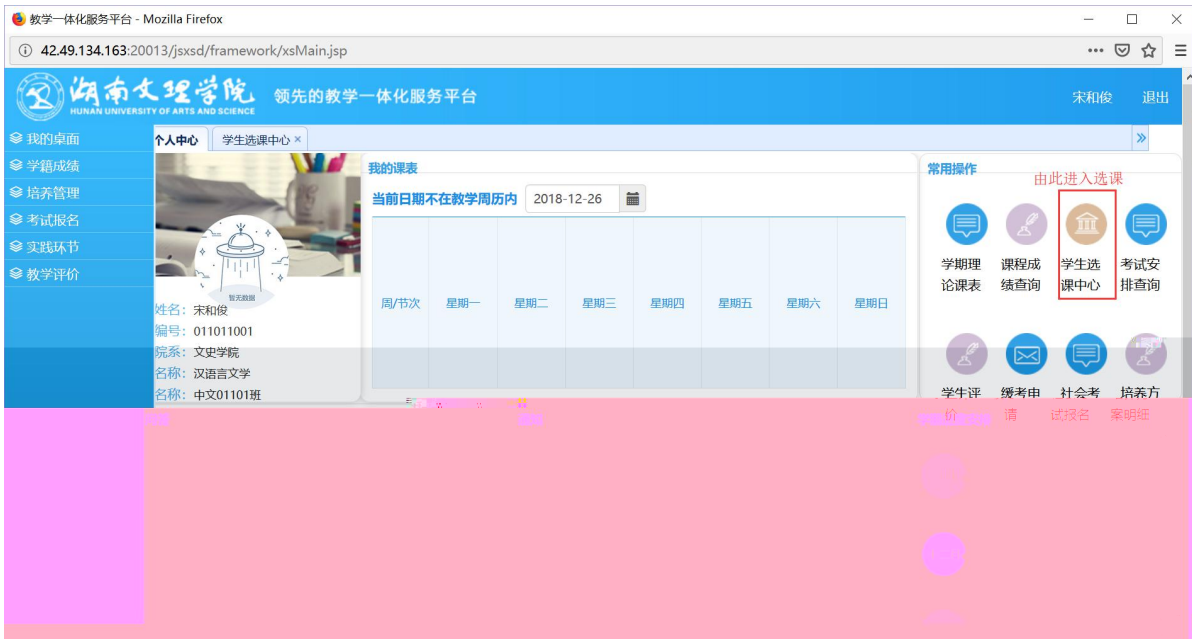 教学一体化服务平台 - Mozilla Firefox
42.49.134.163:20013/jsxsd/framework/xsMain.jsp
湖南文理学院
HUNAN UNIVERSITY OF ARTS AND SCIENCE
领先的教学一体化服务平台
宋和俊 退出
我的桌面
学籍成绩
培养管理
考试报名
实践环节
教学评价
个人中心 学生选课中心 ×
暂无数据
姓名：宋和俊
编号：011011001
院系：文史学院
名称：汉语言文学
名称：中文01101班
我的课表
当前日期不在教学周历内 2018-12-26
周/节次 星期一 星期二 星期三 星期四 星期五 星期六 星期日
常用操作
由此进入选课
学期理论课表
课程成绩查询
学生选课中心
考试安排查询
学生评价
缓考申请
社会考试报名
培养方案明细